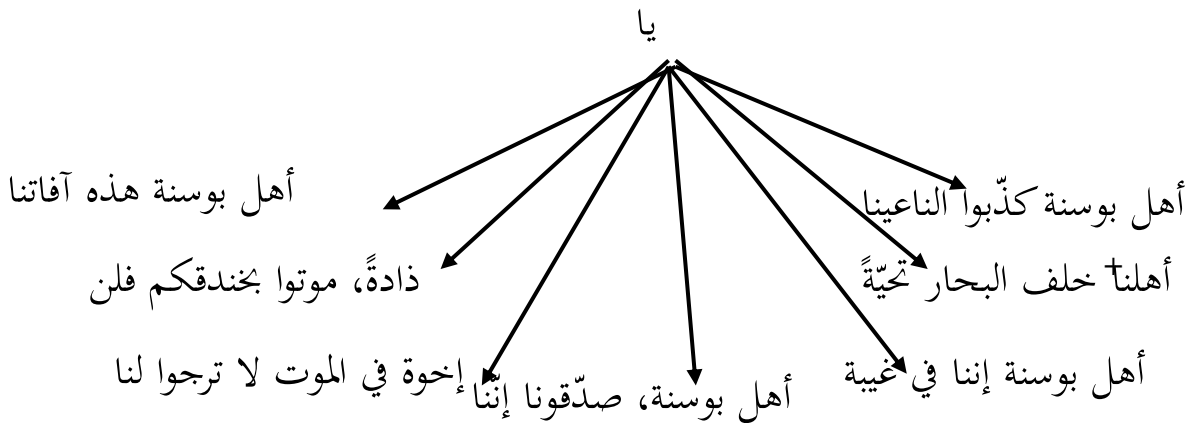 يا
أهل بوسنة كذّبوا الناعينا
أهلنا+ خلف البحار تحيّةً
أهل بوسنة إننا في غيبة
أهل بوسنة، صدّقونا إنّنا
إخوة في الموت لا ترجوا لنا
ذادةً، موتوا بخندقكم فلن
أهل بوسنة هذه آفاتنا